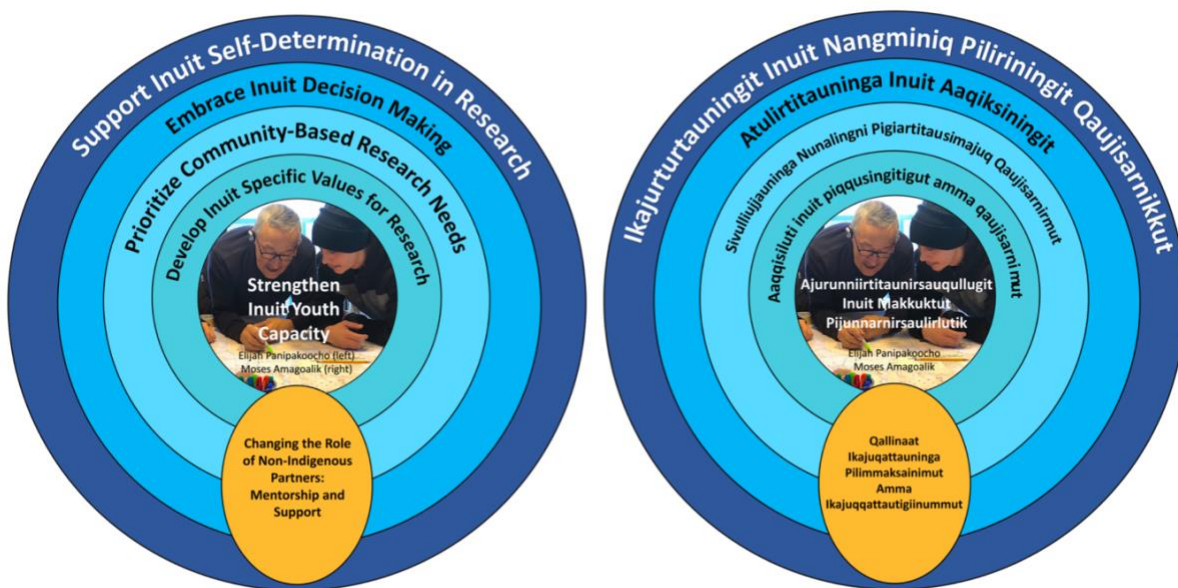 Support Inuit Self-Determination in Research
Embrace Inuit Decision Making
Prioritize Community-Based Research Needs
Develop Inuit Specific Values for Research
Strengthen
Inuit Youth
Capacity
Elijah Panipakoocho (left)
Moses Amagoalik (right)
Changing the Role
of Non-Indigenous
Partners:
Mentorship and
Support
Ikajurturtauningit Inuit Nangminiq Piliriningit Qaujisarnikkut
Atulirtitauninga Inuit Aaqiksiningit
Sivulliujjauninga Nunalingni Pigiartitausimajuq Qaujisarnirmut
Aaqqisiluti inuit piqqusingitigut amma qaujisarni mut
Ajurunniirtitaunirsauqullugit
Inuit Makkuktut
Pijunnarnirsaulirlutik
Elijah Panipakoocho
Moses Amagoalik
Qallinaat
Ikajuqattauninga
Pilimmaksainimut
Amma
Ikajuqqattautigiinummut